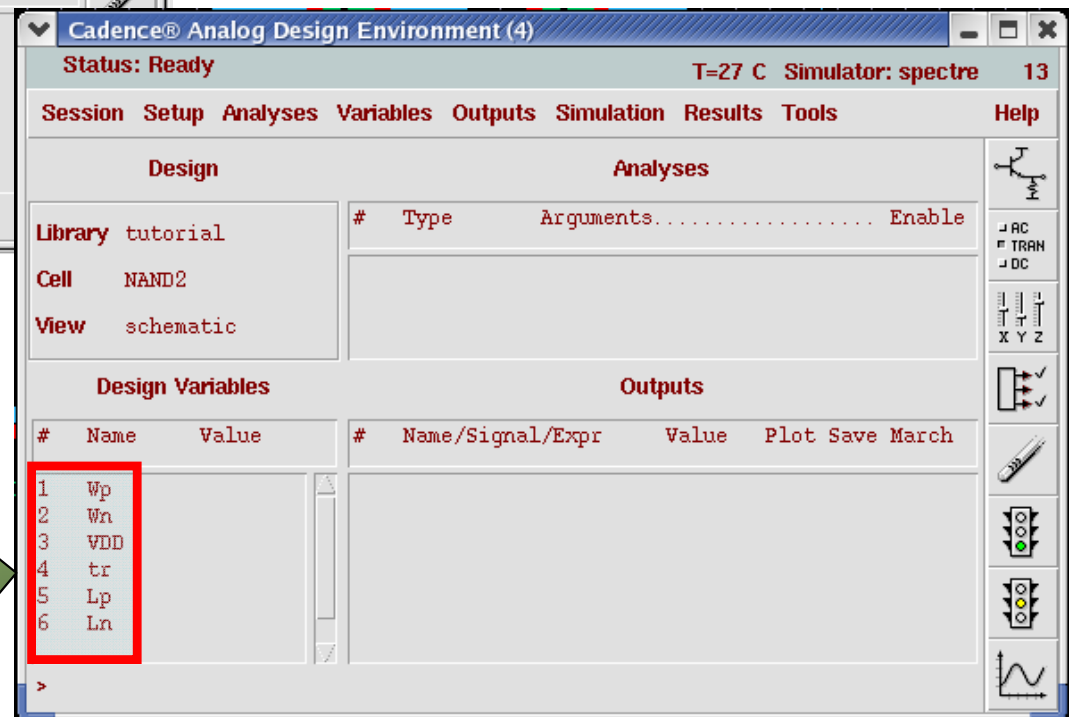 Cadence® Analog Design Environment (4)
Status: Ready T=27 C Simulator: spectre 13
Session Setup Analyses Variables Outputs Simulation Results Tools Help
Design
Library tutorial
Cell NAND2
View schematic
Analyses
# Type Arguments................... Enable
Design Variables
# Name Value
1 Wp
2 Wn
3 VDD
4 tr
5 Lp
6 Ln
Outputs
# Name/Signal/Expr Value Plot Save March
AC
TRAN
DC
X Y Z
>